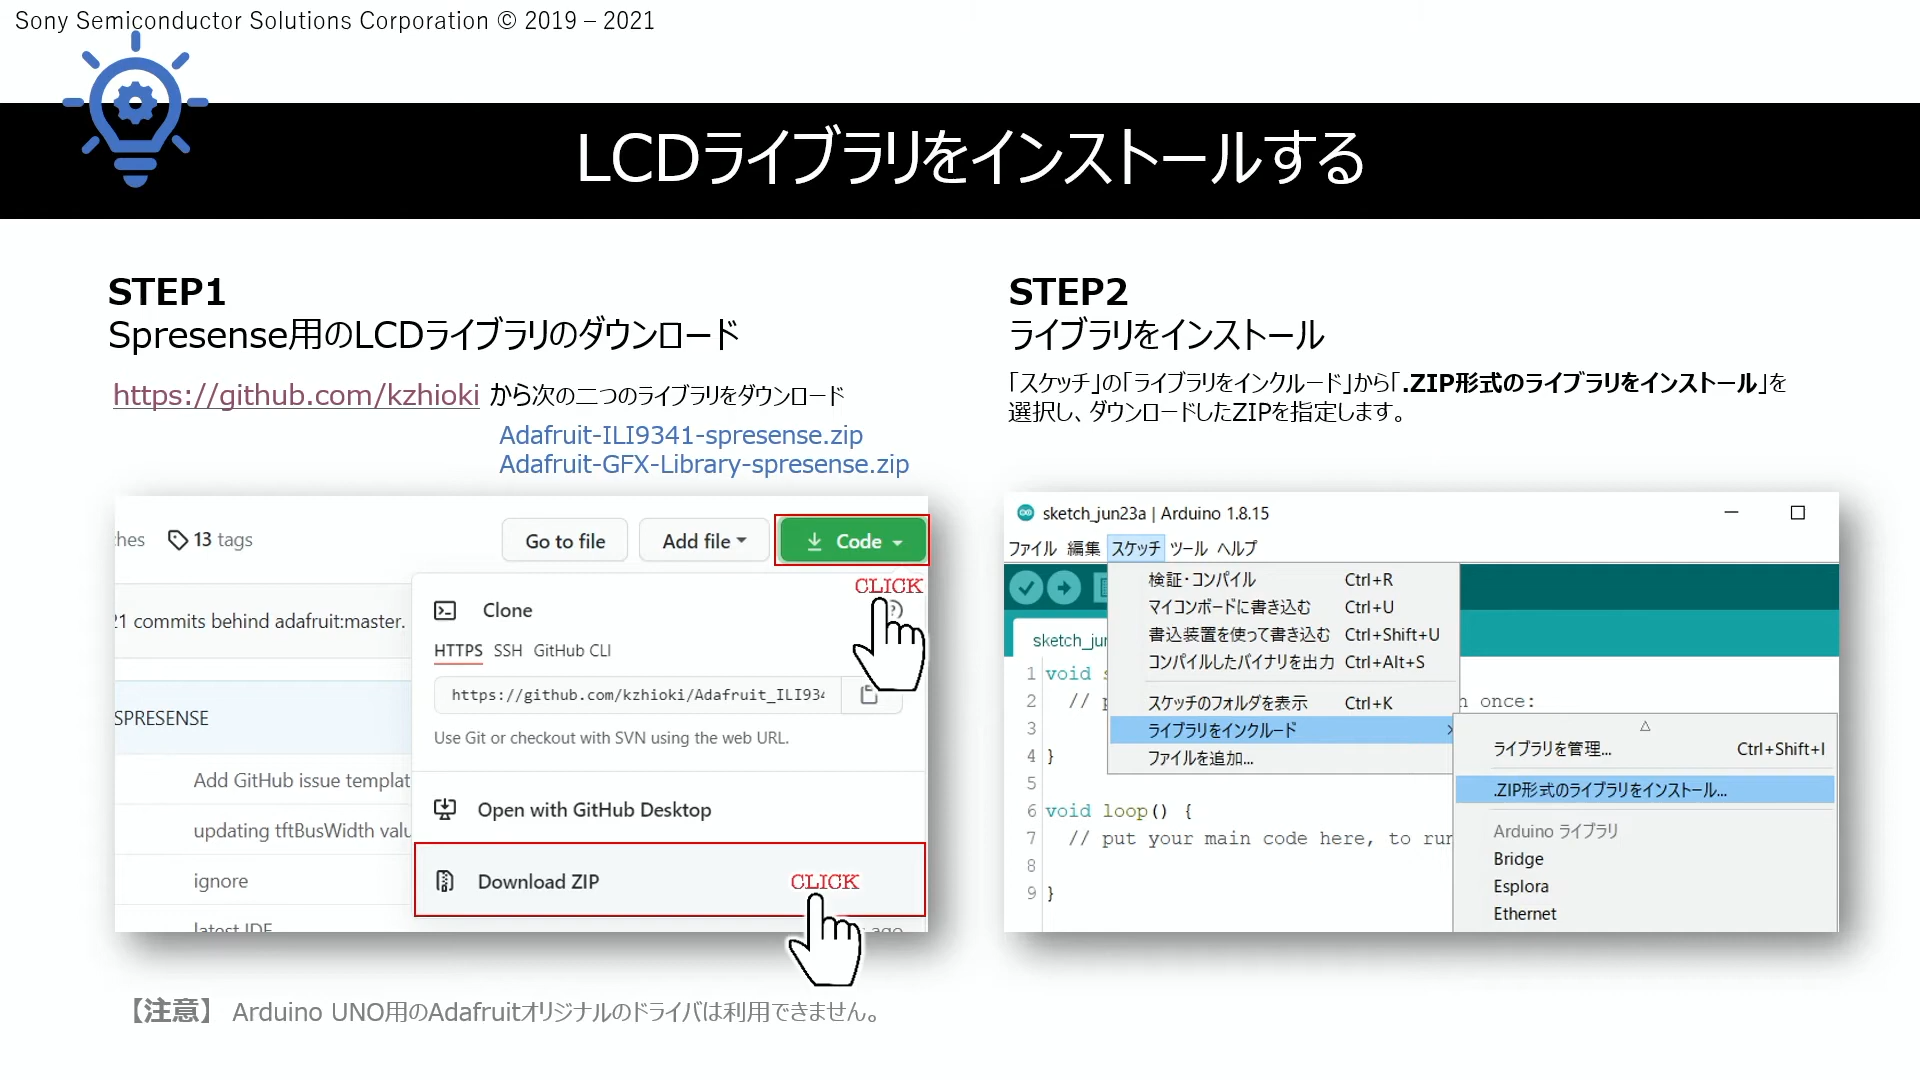 Sony Semiconductor Solutions Corporation © 2019 – 2021
LCDライブラリをインストールする
STEP1
Spresense用のLCDライブラリのダウンロード
https://github.com/kzhioki から次の二つのライブラリをダウンロード
Adafruit-ILI9341-spresense.zip
Adafruit-GFX-Library-spresense.zip
hes 13 tags
Go to file
Add file
Code
CLICK
21 commits behind adafruit:master.
Clone
HTTPS SSH GitHub CLI
https://github.com/kzhioki/Adafruit_ILI934
Use Git or checkout with SVN using the web URL.
SPRESENSE
Add GitHub issue templat
updating tftBusWidth valu
ignore
latest IDE
Open with GitHub Desktop
Download ZIP
CLICK
ago
【注意】 Arduino UNO用のAdafruitオリジナルのドライバは利用できません。
STEP2
ライブラリをインストール
「スケッチ」の「ライブラリをインクルード」から「.ZIP形式のライブラリをインストール」を
選択し、ダウンロードしたZIPを指定します。
sketch_jun23a | Arduino 1.8.15
ファイル 編集 スケッチ ツール ヘルプ
検証・コンパイル Ctrl+R
マイコンボードに書き込む Ctrl+U
書込装置を使って書き込む Ctrl+Shift+U
コンパイルしたバイナリを出力 Ctrl+Alt+S
スケッチのフォルダを表示 Ctrl+K
ライブラリをインクルード
ファイルを追加...
sketch_jun
1 void s
2 // p n once:
3
4 }
5
6 void loop() {
7 // put your main code here, to run
8
9 }
ライブラリを管理... Ctrl+Shift+I
.ZIP形式のライブラリをインストール...
Arduino ライブラリ
Bridge
Esplora
Ethernet